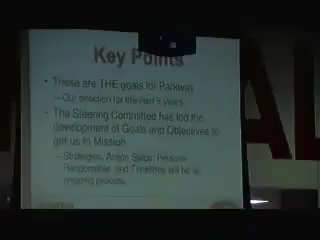 Key Points
• These are THE goals for Parkway
– Our direction for the next 5 years
• The Steering Committee has led the
development of Goals and Objectives to
get us to Mission
– Strategies, Action Steps, Persons
Responsible, and Timelines will be an
ongoing process
AL